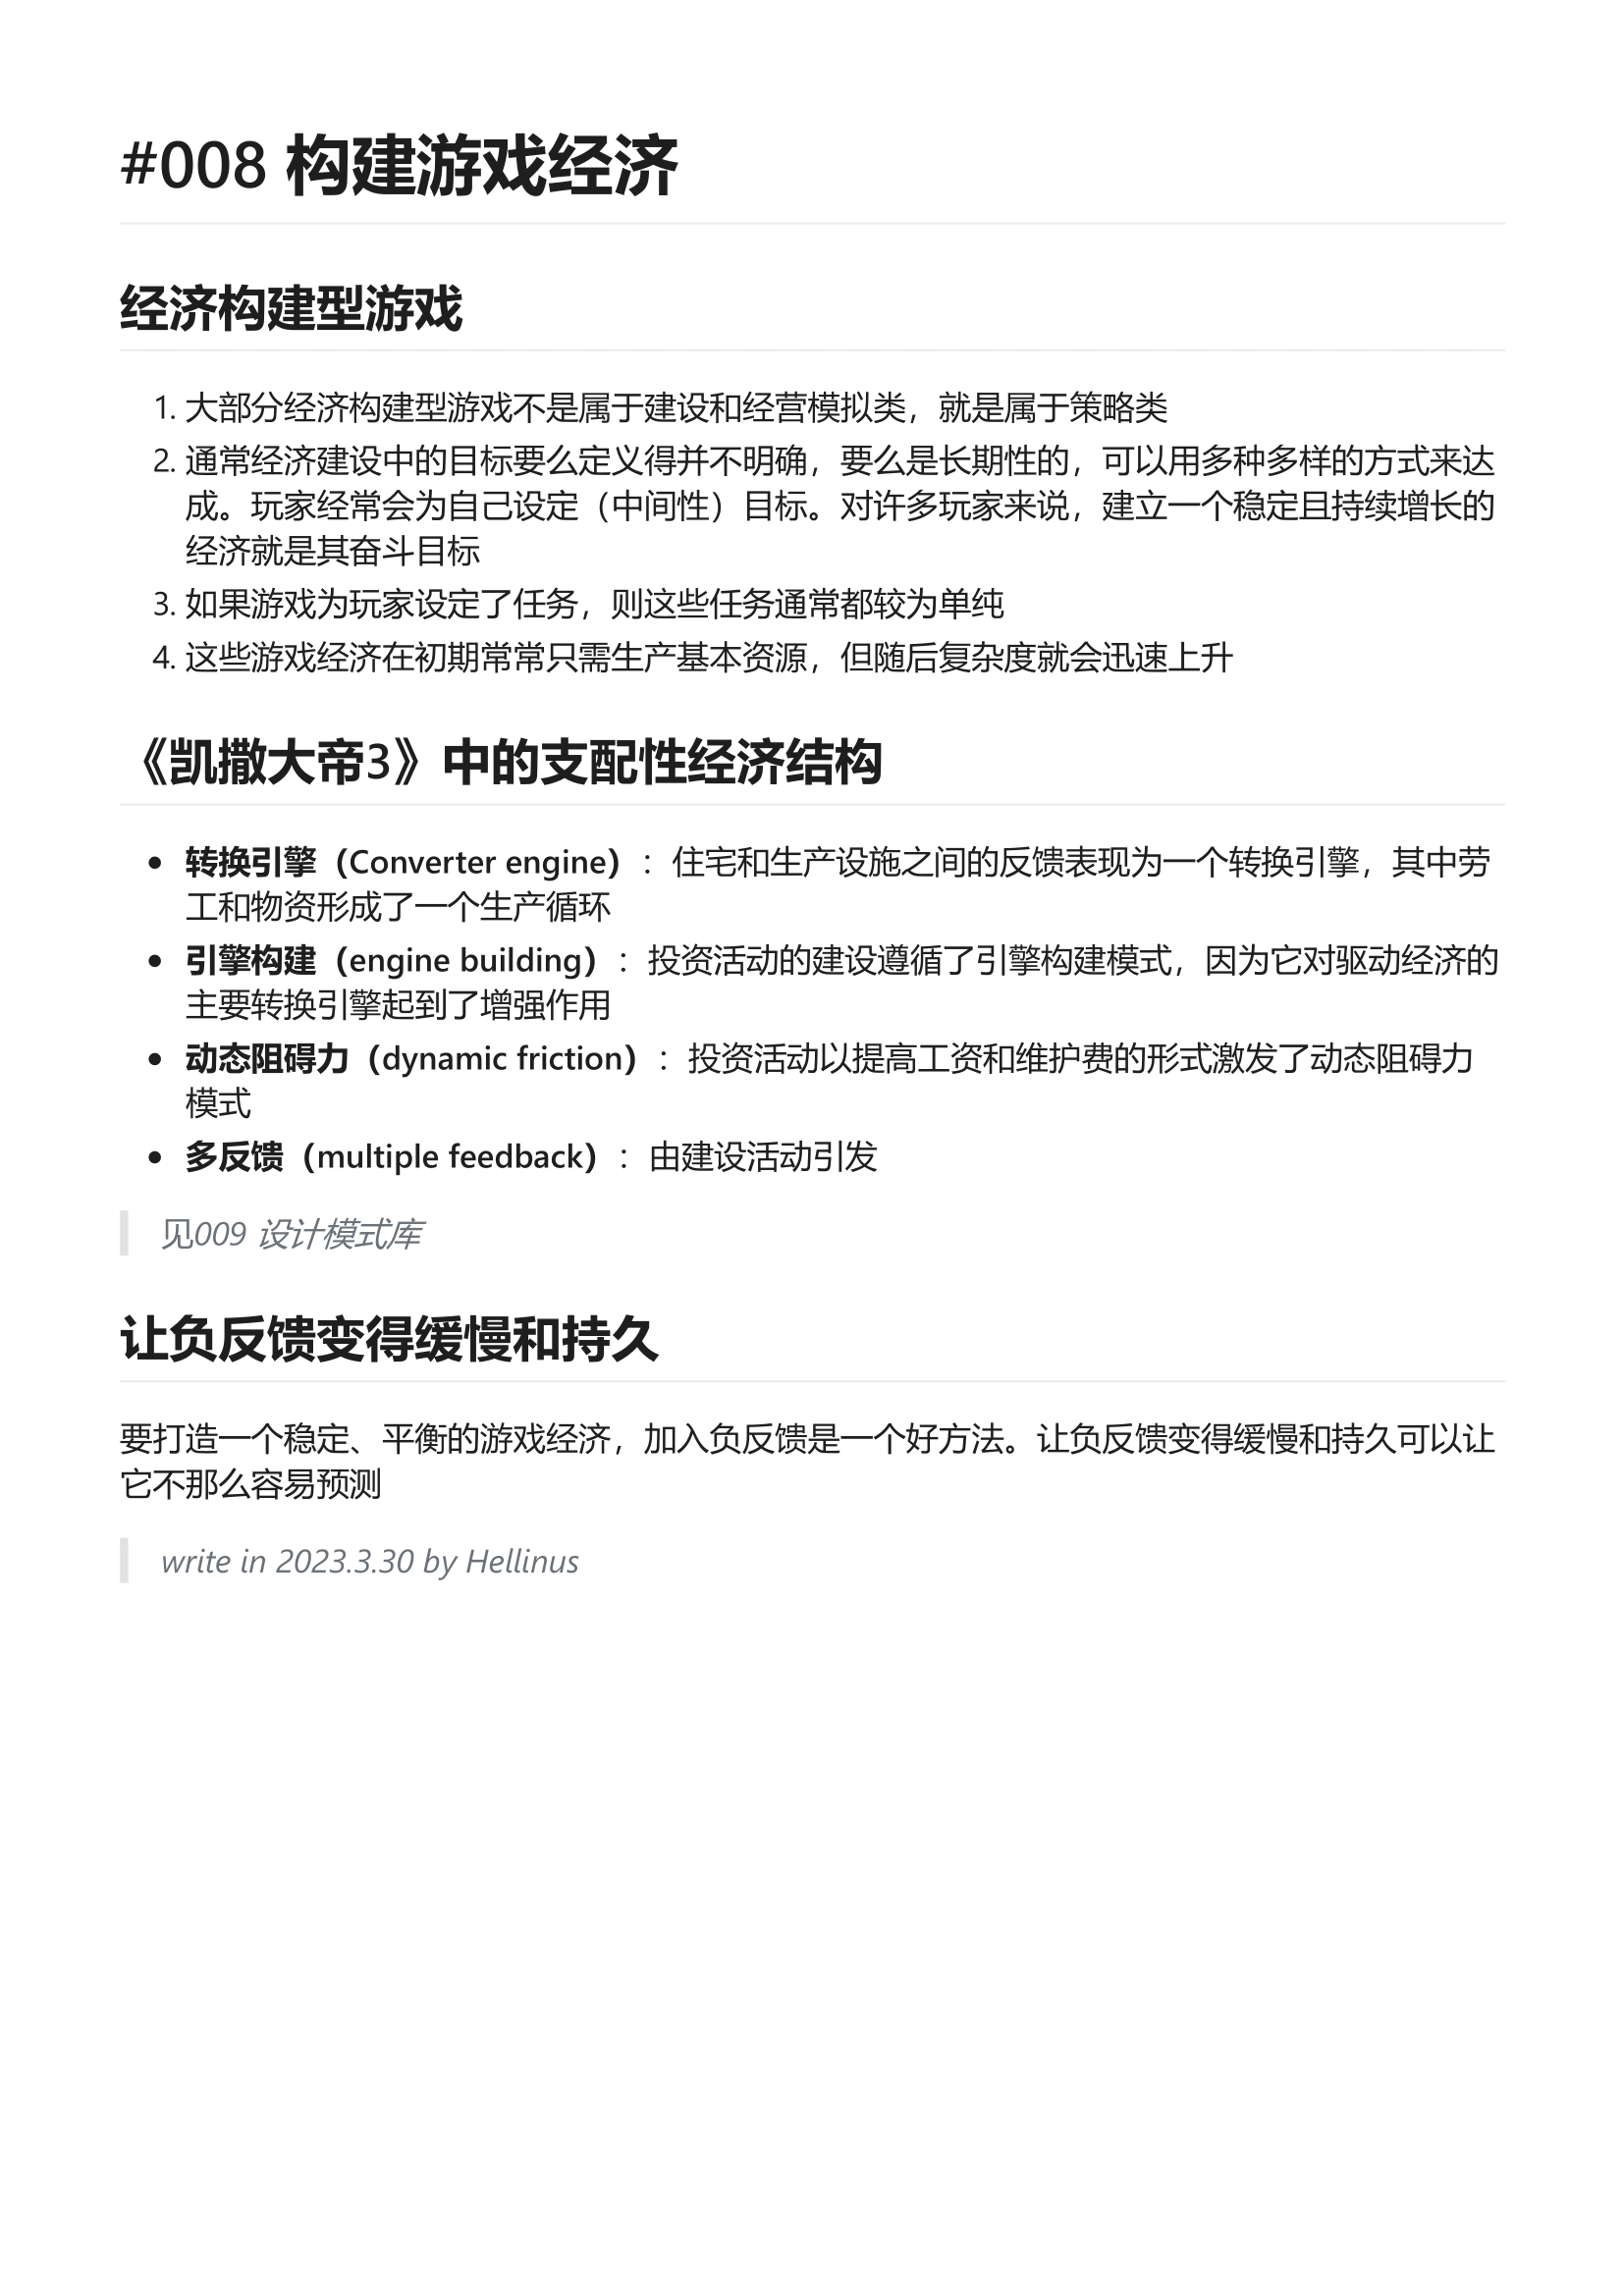 #008 构建游戏经济
经济构建型游戏
1. 大部分经济构建型游戏不是属于建设和经营模拟类，就是属于策略类
2. 通常经济建设中的目标要么定义得并不明确，要么是长期性的，可以用多种多样的方式来达
成。玩家经常会为自己设定（中间性）目标。对许多玩家来说，建立一个稳定且持续增长的
经济就是其奋斗目标
3. 如果游戏为玩家设定了任务，则这些任务通常都较为单纯
4. 这些游戏经济在初期常常只需生产基本资源，但随后复杂度就会迅速上升
《凯撒大帝3》中的支配性经济结构
• 转换引擎（Converter engine）：住宅和生产设施之间的反馈表现为一个转换引擎，其中劳
工和物资形成了一个生产循环
• 引擎构建（engine building）：投资活动的建设遵循了引擎构建模式，因为它对驱动经济的
主要转换引擎起到了增强作用
• 动态阻碍力（dynamic friction）：投资活动以提高工资和维护费的形式激发了动态阻碍力
模式
• 多反馈（multiple feedback）：由建设活动引发
见009 设计模式库
让负反馈变得缓慢和持久
要打造一个稳定、平衡的游戏经济，加入负反馈是一个好方法。让负反馈变得缓慢和持久可以让
它不那么容易预测
write in 2023.3.30 by Hellinus